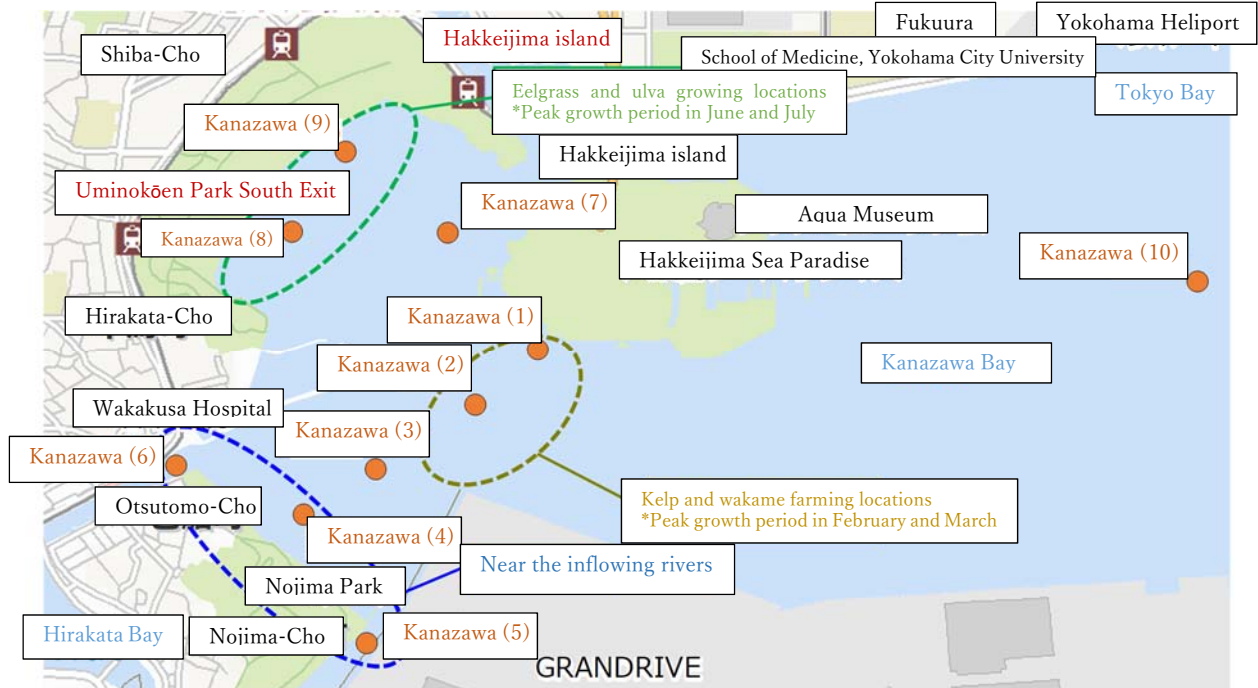 Fukuura
Yokohama Heliport
Shiba-Cho
Hakkeijima island
School of Medicine, Yokohama City University
Eelgrass and ulva growing locations
*Peak growth period in June and July
Tokyo Bay
Kanazawa (9)
Hakkeijima island
Uminokōen Park South Exit
Kanazawa (7)
Aqua Museum
Kanazawa (8)
Hakkeijima Sea Paradise
Kanazawa (10)
Hirakata-Cho
Kanazawa (1)
Kanazawa (2)
Kanazawa Bay
Wakakusa Hospital
Kanazawa (3)
Kanazawa (6)
Otsutomo-Cho
Kelp and wakame farming locations
*Peak growth period in February and March
Kanazawa (4)
Near the inflowing rivers
Nojima Park
Hirakata Bay
Nojima-Cho
Kanazawa (5)
GRANDRIVE